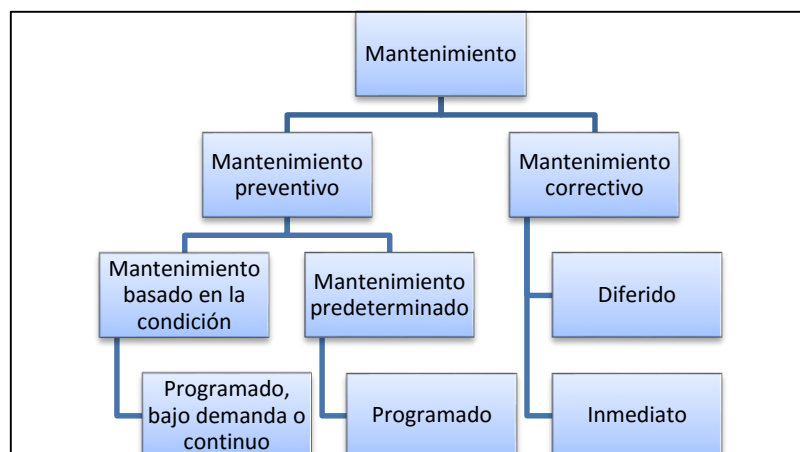 Mantenimiento
Mantenimiento
preventivo
Mantenimiento
correctivo
Mantenimiento
basado en la
condición
Mantenimiento
predeterminado
Diferido
Programado,
bajo demanda o
continuo
Programado
Inmediato